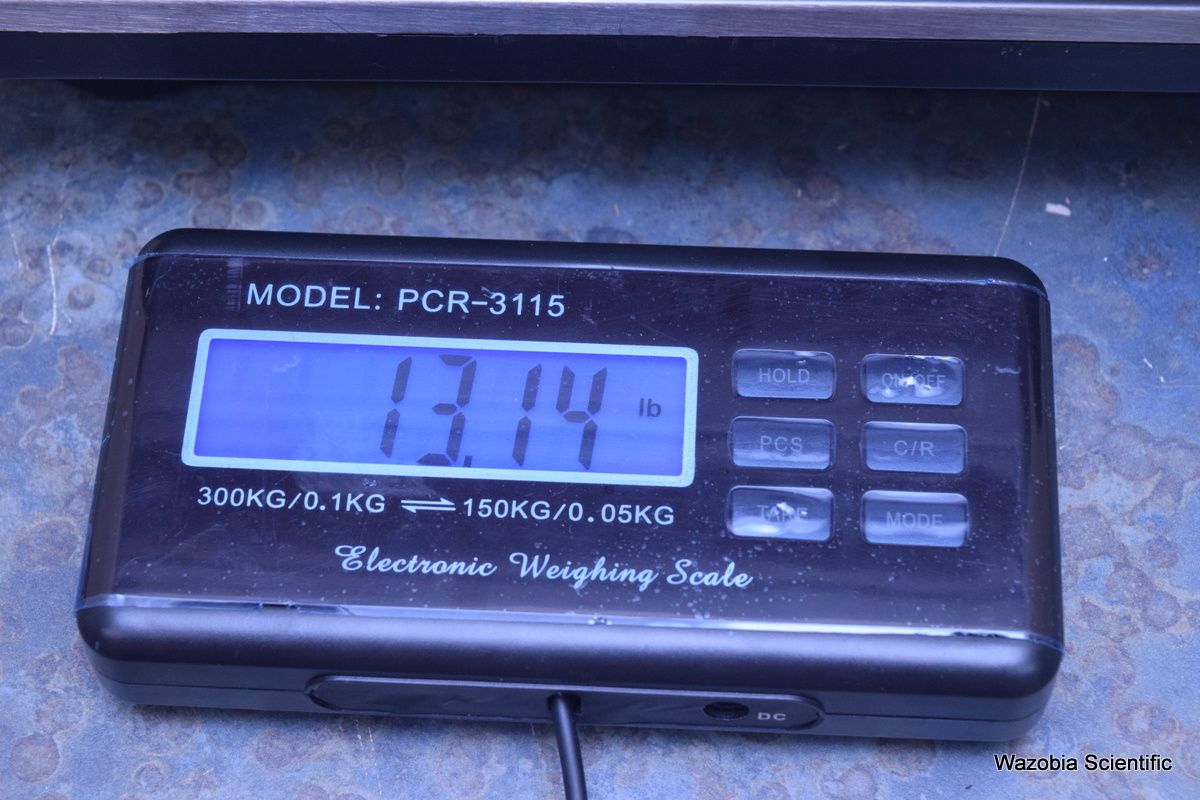 MODEL: PCR-3115
13.14 lb
HOLD ON/OFF
PCS C/R
TARE MODE
300KG/0.1KG ⇌ 150KG/0.05KG
Electronic Weighing Scale
DC
Wazobia Scientific